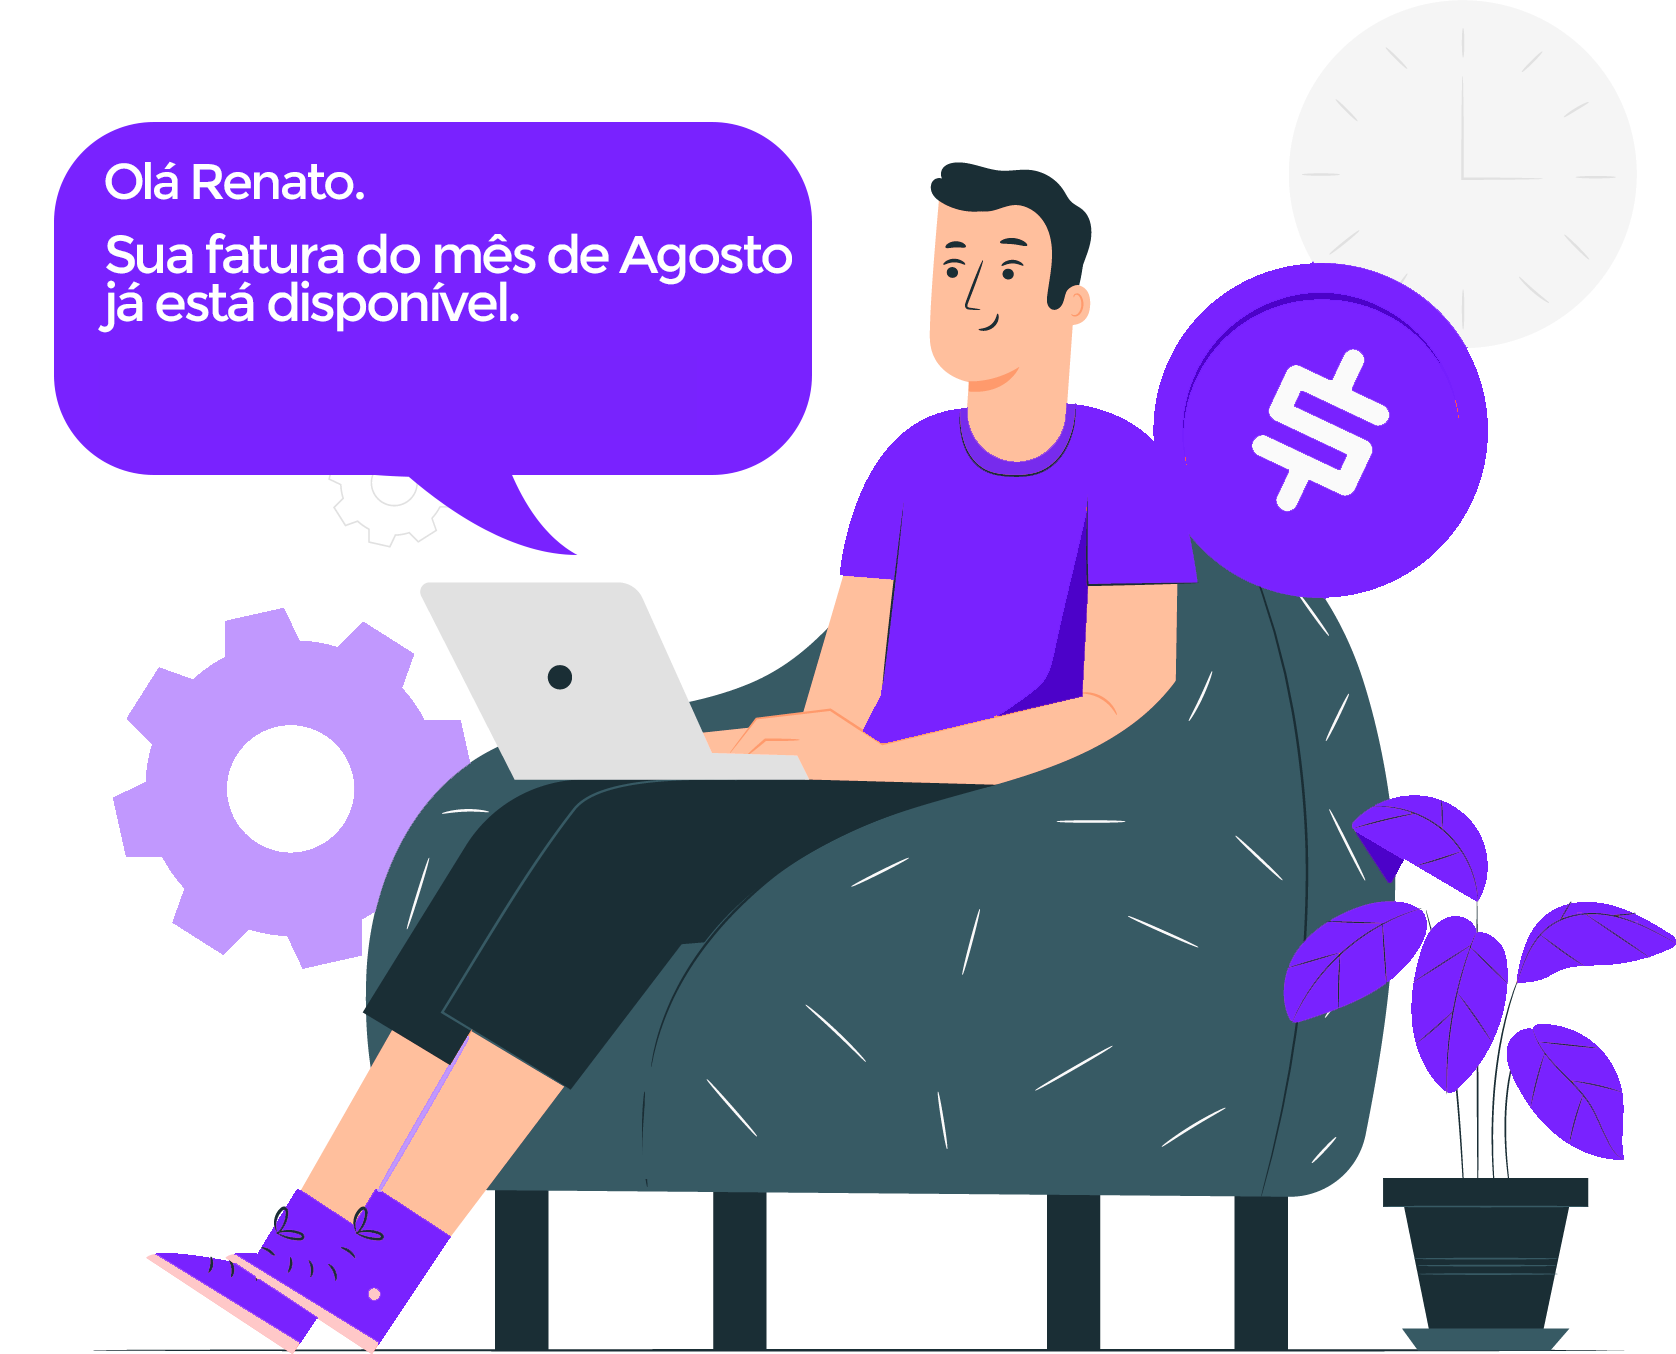 Olá Renato.
Sua fatura do mês de Agosto
já está disponível.